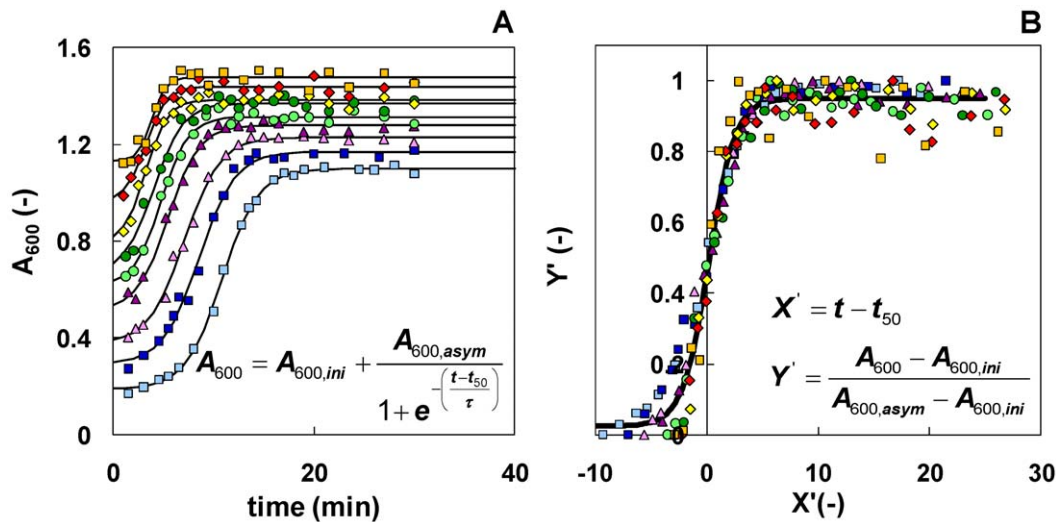 A
1.6
1.2
0.8
0.4
0
A600 (-)
A600 = A600,ini + A600,asym / 1 + e^-((t-t50)/τ)
0 20 40
time (min)
B
1
0.8
0.6
0.4
0.2
0
Y' (-)
X' = t - t50
Y' = A600 - A600,ini / A600,asym - A600,ini
-10 0 10 20 30
X'(-)